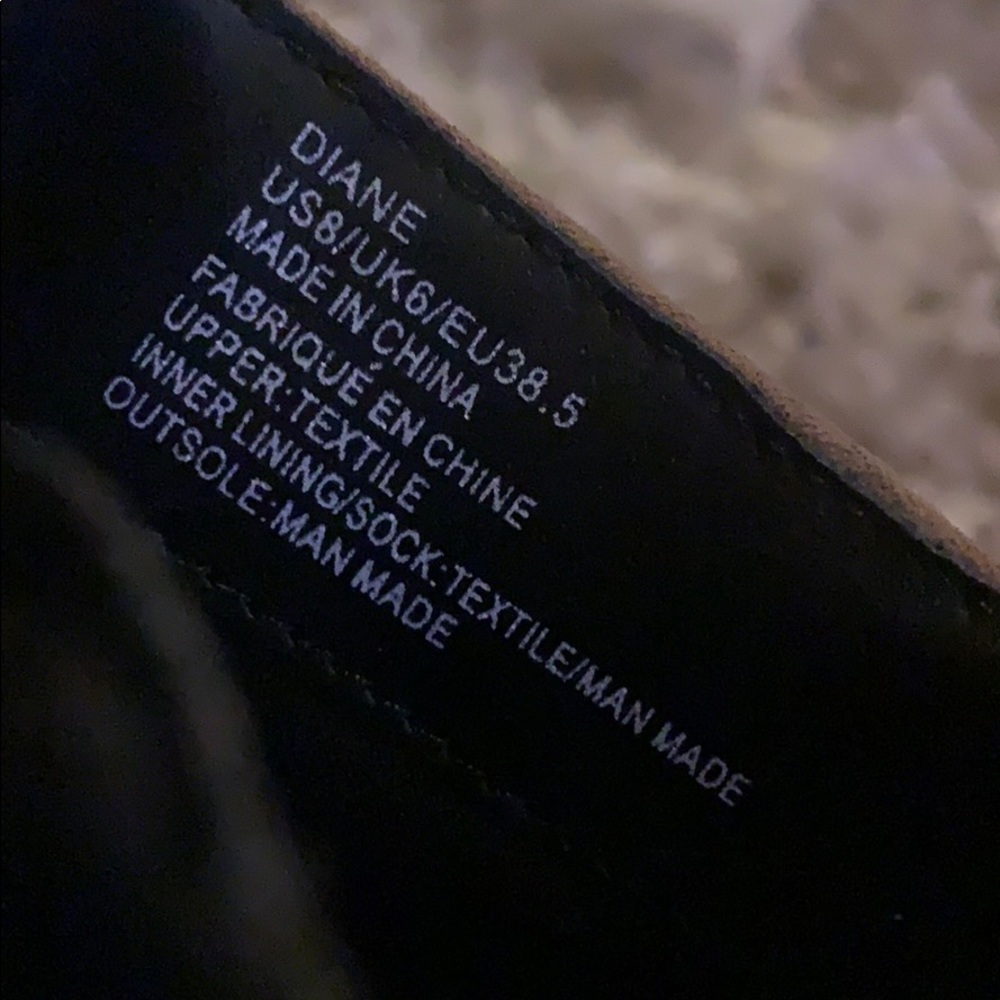 DIANE
US8/UK6/EU38.5
MADE IN CHINA
FABRIQUÉ EN CHINE
UPPER:TEXTILE
INNER LINING/SOCK:TEXTILE/MAN MADE
OUTSOLE:MAN MADE